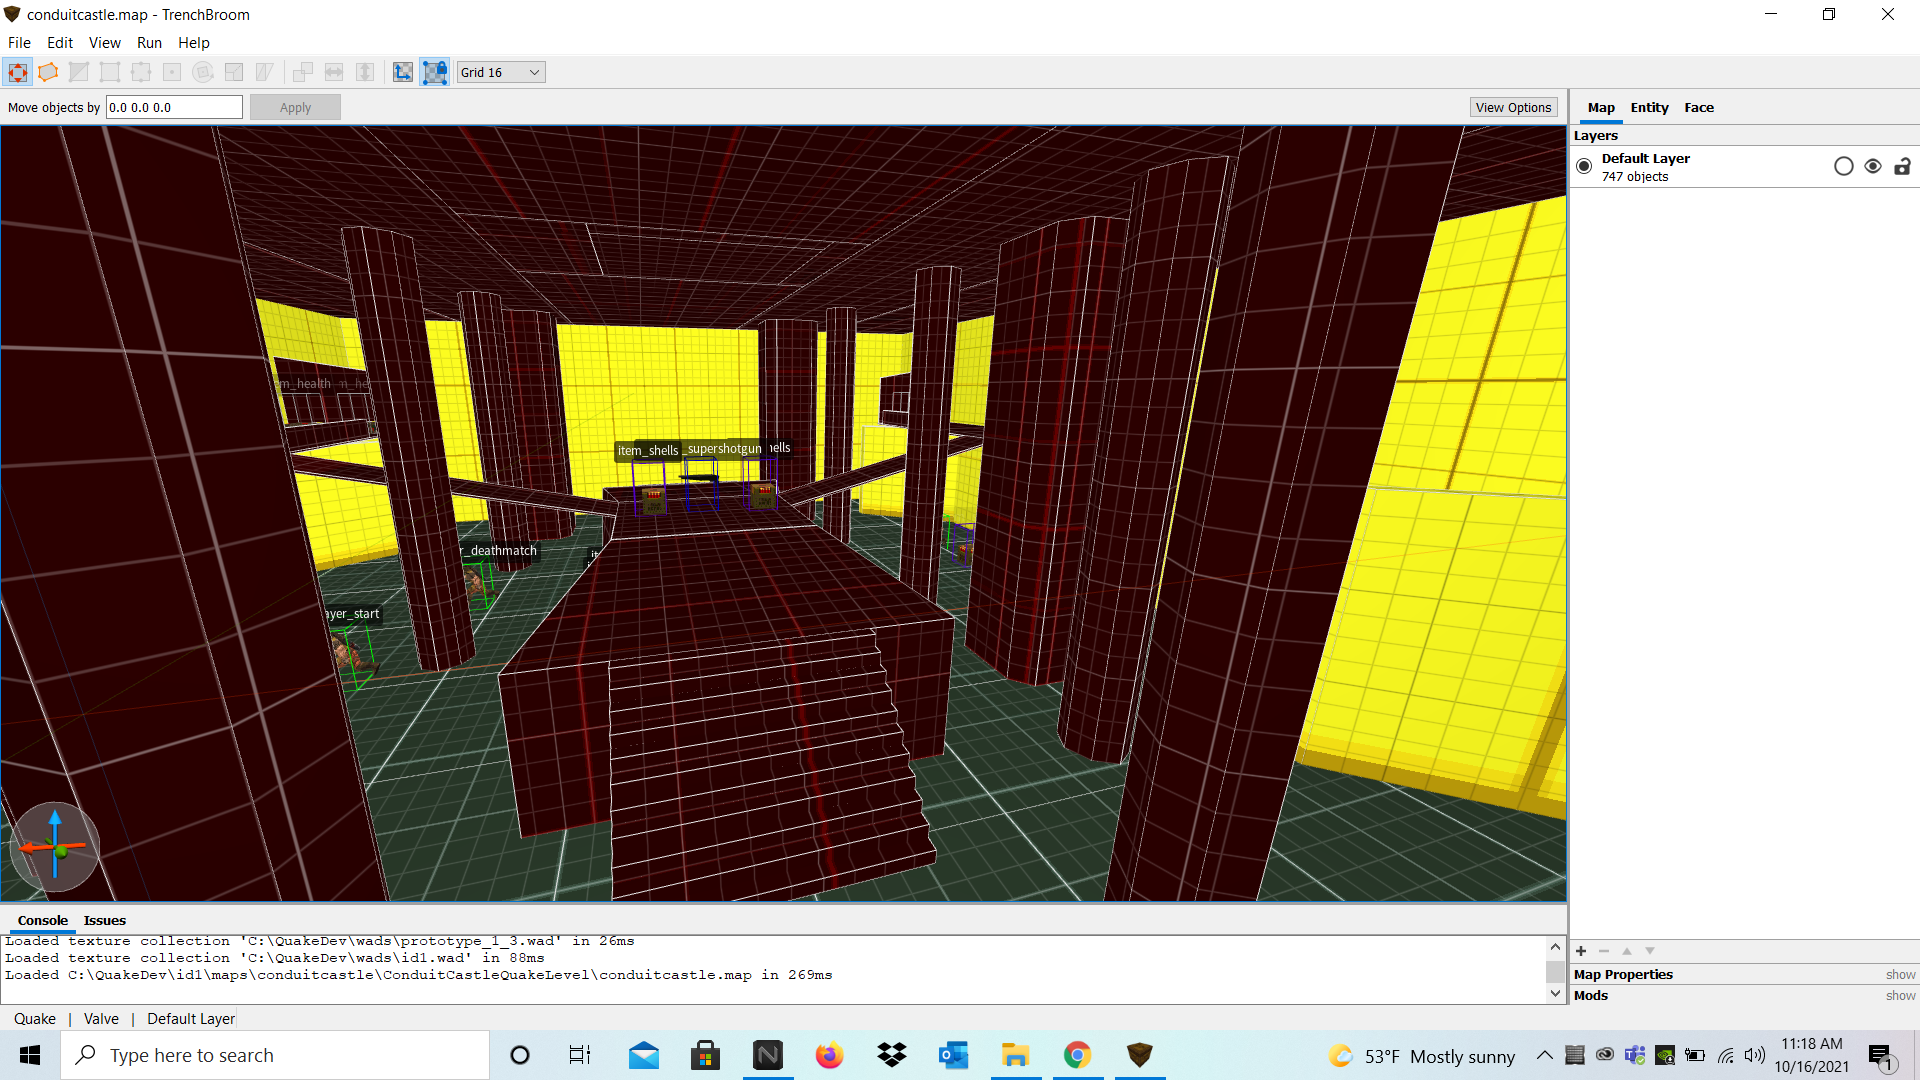 conduitcastle.map - TrenchBroom
File Edit View Run Help
Grid 16
Move objects by 0.0 0.0 0.0 Apply View Options
Map Entity Face
Layers
Default Layer
747 objects
em_health m_he
item_shells _supershotgun hells
r_deathmatch it
ayer_start
Console Issues
Loaded texture collection 'C:\QuakeDev\wads\prototype_1_3.wad' in 26ms
Loaded texture collection 'C:\QuakeDev\wads\id1.wad' in 88ms
Loaded C:\QuakeDev\id1\maps\conduitcastle\ConduitCastleQuakeLevel\conduitcastle.map in 269ms
Map Properties show
Mods show
Quake | Valve | Default Layer
Type here to search
53°F Mostly sunny
11:18 AM
10/16/2021
1